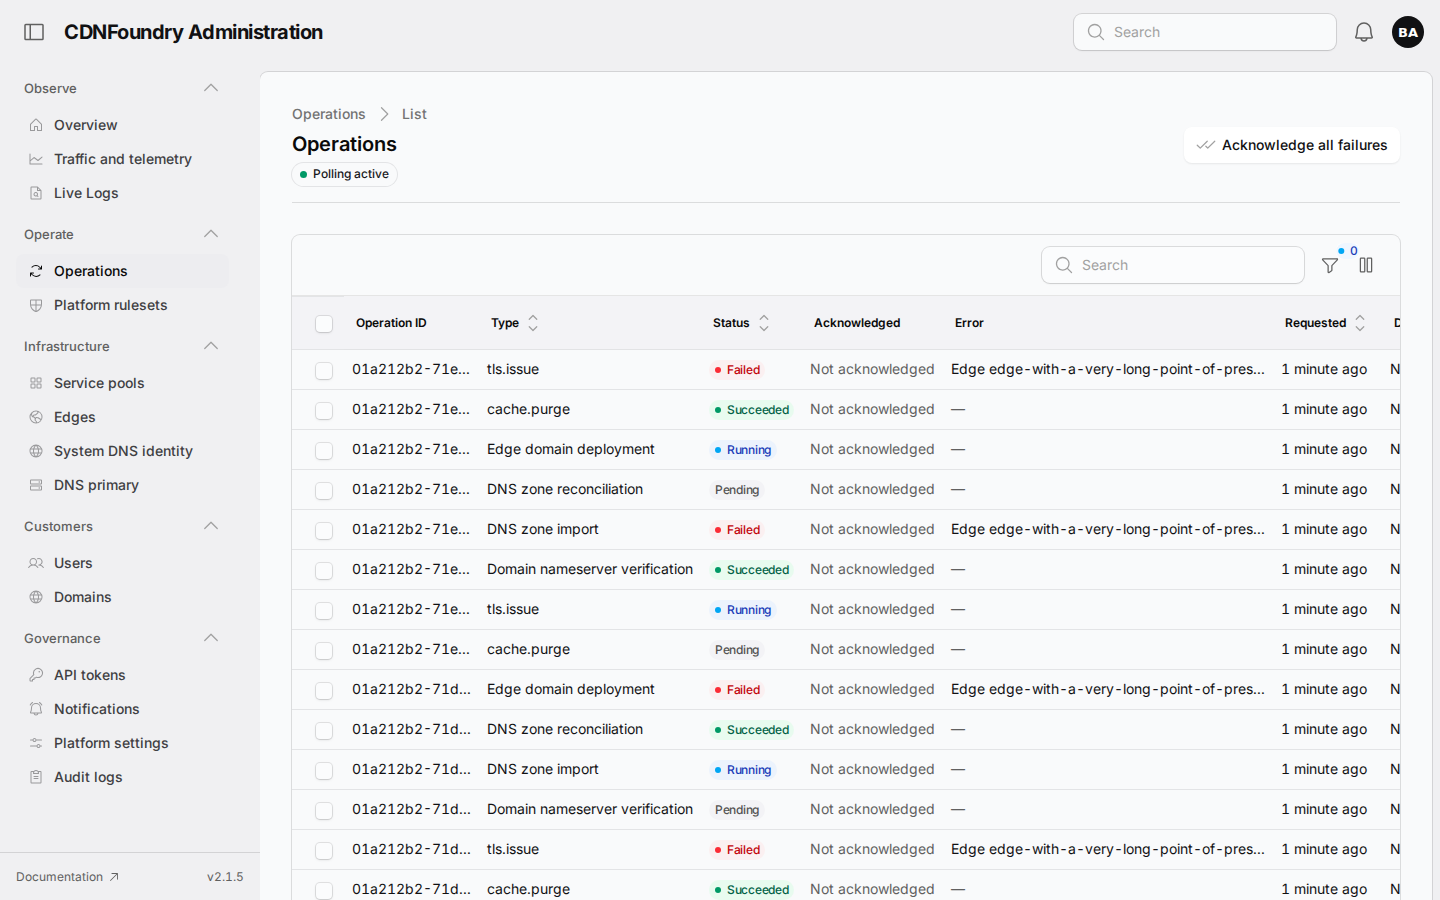 CDNFoundry Administration
Search
BA
Observe
Overview
Traffic and telemetry
Live Logs
Operate
Operations
Platform rulesets
Infrastructure
Service pools
Edges
System DNS identity
DNS primary
Customers
Users
Domains
Governance
API tokens
Notifications
Platform settings
Audit logs
Documentation
v2.1.5
Operations List
Operations
Polling active
Acknowledge all failures
Search
0
Operation ID Type Status Acknowledged Error Requested D
01a212b2-71e... tls.issue Failed Not acknowledged Edge edge-with-a-very-long-point-of-pres... 1 minute ago N
01a212b2-71e... cache.purge Succeeded Not acknowledged — 1 minute ago N
01a212b2-71e... Edge domain deployment Running Not acknowledged — 1 minute ago N
01a212b2-71e... DNS zone reconciliation Pending Not acknowledged — 1 minute ago N
01a212b2-71e... DNS zone import Failed Not acknowledged Edge edge-with-a-very-long-point-of-pres... 1 minute ago N
01a212b2-71e... Domain nameserver verification Succeeded Not acknowledged — 1 minute ago N
01a212b2-71e... tls.issue Running Not acknowledged — 1 minute ago N
01a212b2-71e... cache.purge Pending Not acknowledged — 1 minute ago N
01a212b2-71d... Edge domain deployment Failed Not acknowledged Edge edge-with-a-very-long-point-of-pres... 1 minute ago N
01a212b2-71d... DNS zone reconciliation Succeeded Not acknowledged — 1 minute ago N
01a212b2-71d... DNS zone import Running Not acknowledged — 1 minute ago N
01a212b2-71d... Domain nameserver verification Pending Not acknowledged — 1 minute ago N
01a212b2-71d... tls.issue Failed Not acknowledged Edge edge-with-a-very-long-point-of-pres... 1 minute ago N
01a212b2-71d... cache.purge Succeeded Not acknowledged — 1 minute ago N